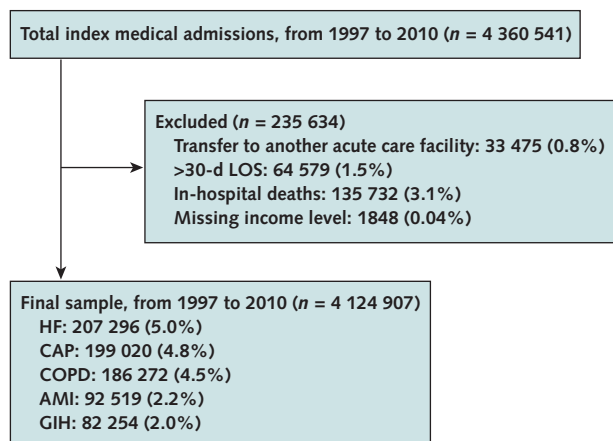 Total index medical admissions, from 1997 to 2010 (n = 4 360 541)
Excluded (n = 235 634)
Transfer to another acute care facility: 33 475 (0.8%)
>30-d LOS: 64 579 (1.5%)
In-hospital deaths: 135 732 (3.1%)
Missing income level: 1848 (0.04%)
Final sample, from 1997 to 2010 (n = 4 124 907)
HF: 207 296 (5.0%)
CAP: 199 020 (4.8%)
COPD: 186 272 (4.5%)
AMI: 92 519 (2.2%)
GIH: 82 254 (2.0%)